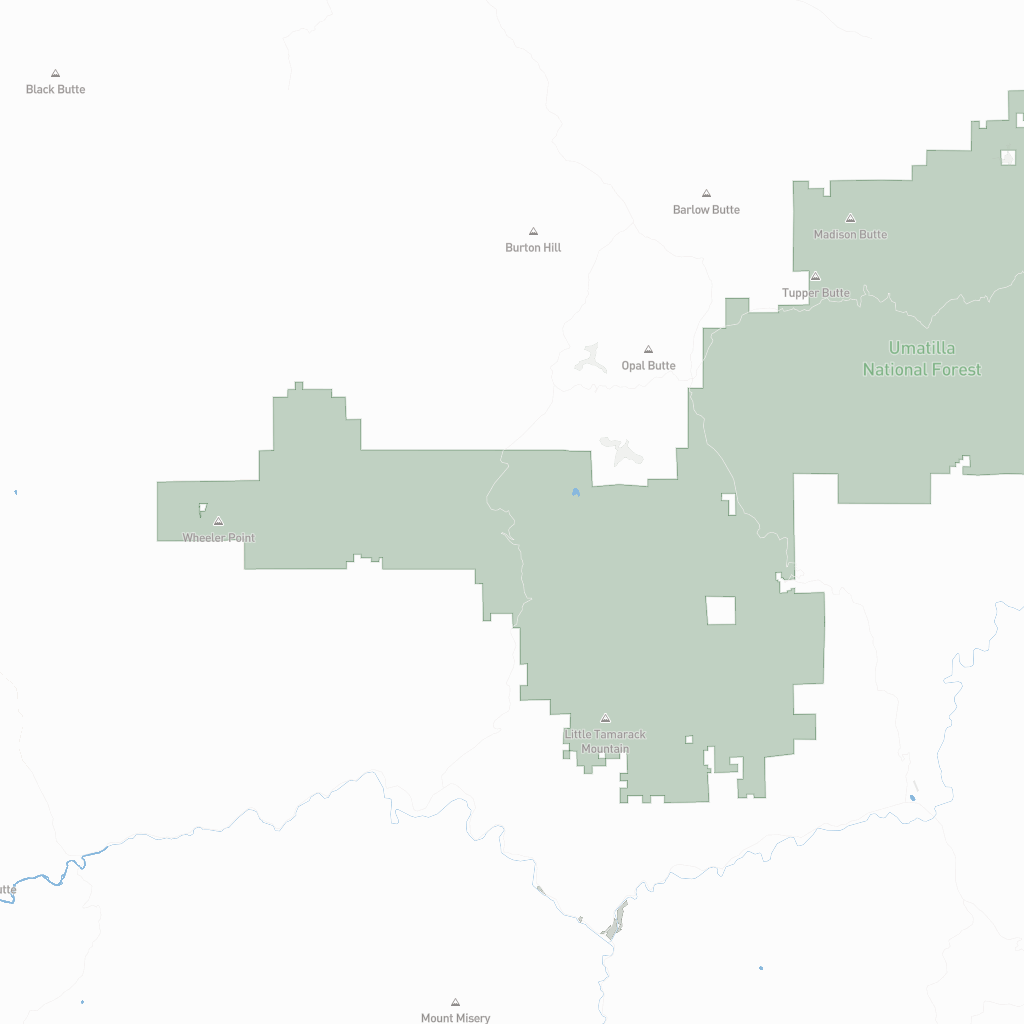 Black Butte
Barlow Butte
Madison Butte
Burton Hill
Tupper Butte
Umatilla
National Forest
Opal Butte
Wheeler Point
Little Tamarack
Mountain
utte
Mount Misery